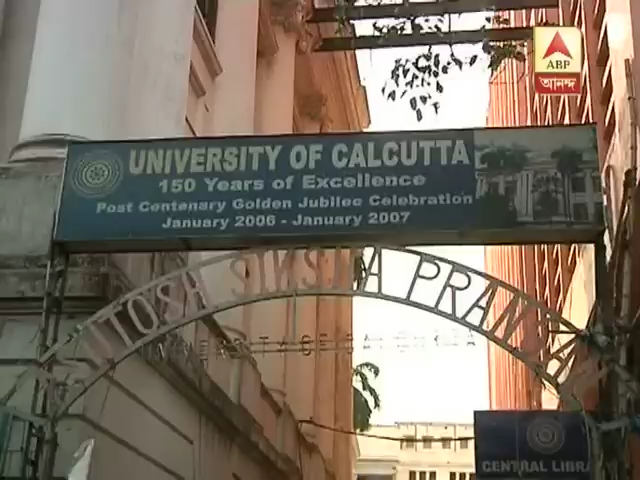 ABP
আনন্দ
UNIVERSITY OF CALCUTTA
150 Years of Excellence
Post Centenary Golden Jubilee Celebration
January 2006 - January 2007
SIKSHA PRAN
CENTRAL